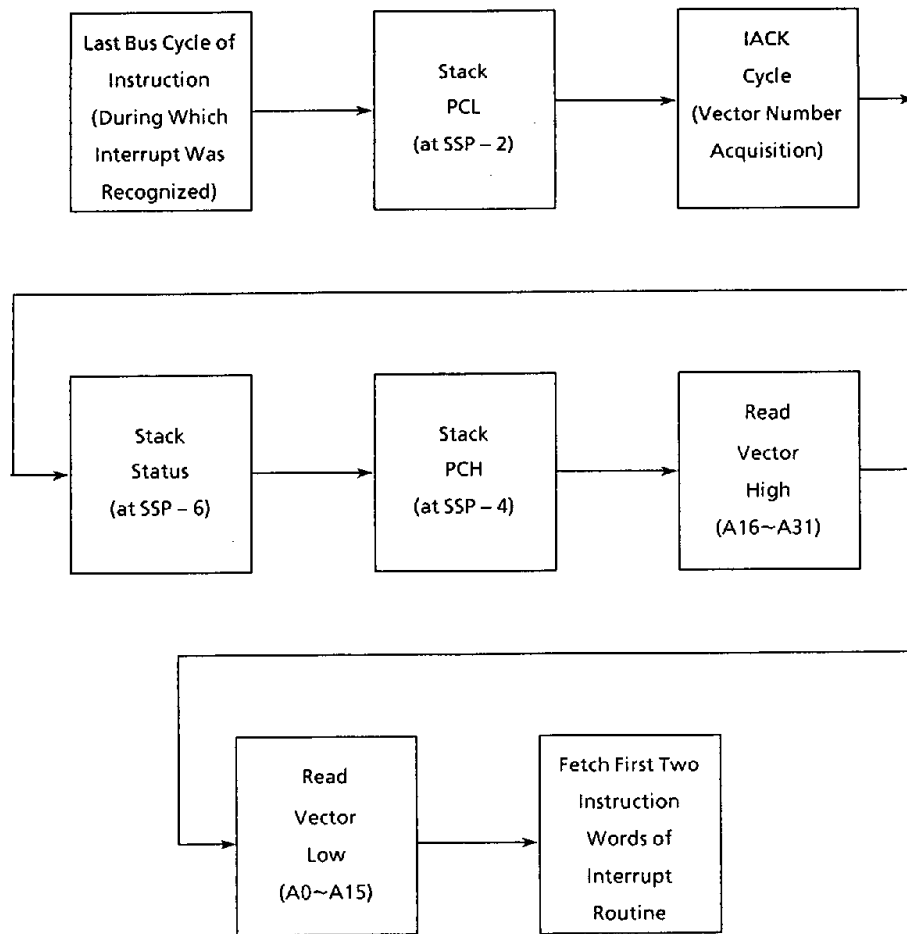 Last Bus Cycle of
Instruction
(During Which
Interrupt Was
Recognized)
Stack
PCL
(at SSP – 2)
IACK
Cycle
(Vector Number
Acquisition)
Stack
Status
(at SSP – 6)
Stack
PCH
(at SSP – 4)
Read
Vector
High
(A16~A31)
Read
Vector
Low
(A0~A15)
Fetch First Two
Instruction
Words of
Interrupt
Routine